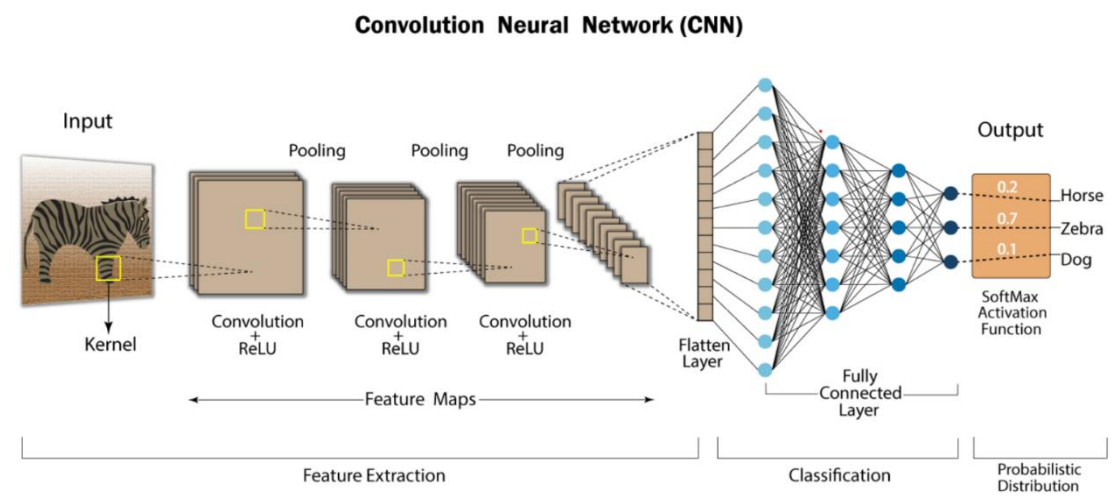 Convolution Neural Network (CNN)
Input
Output
Pooling
Pooling
Pooling
0.2
Horse
0.7
Zebra
0.1
Dog
Kernel
Convolution
+
ReLU
Convolution
+
ReLU
Convolution
+
ReLU
Flatten
Layer
SoftMax
Activation
Function
Feature Maps
Fully
Connected
Layer
Feature Extraction
Classification
Probabilistic
Distribution